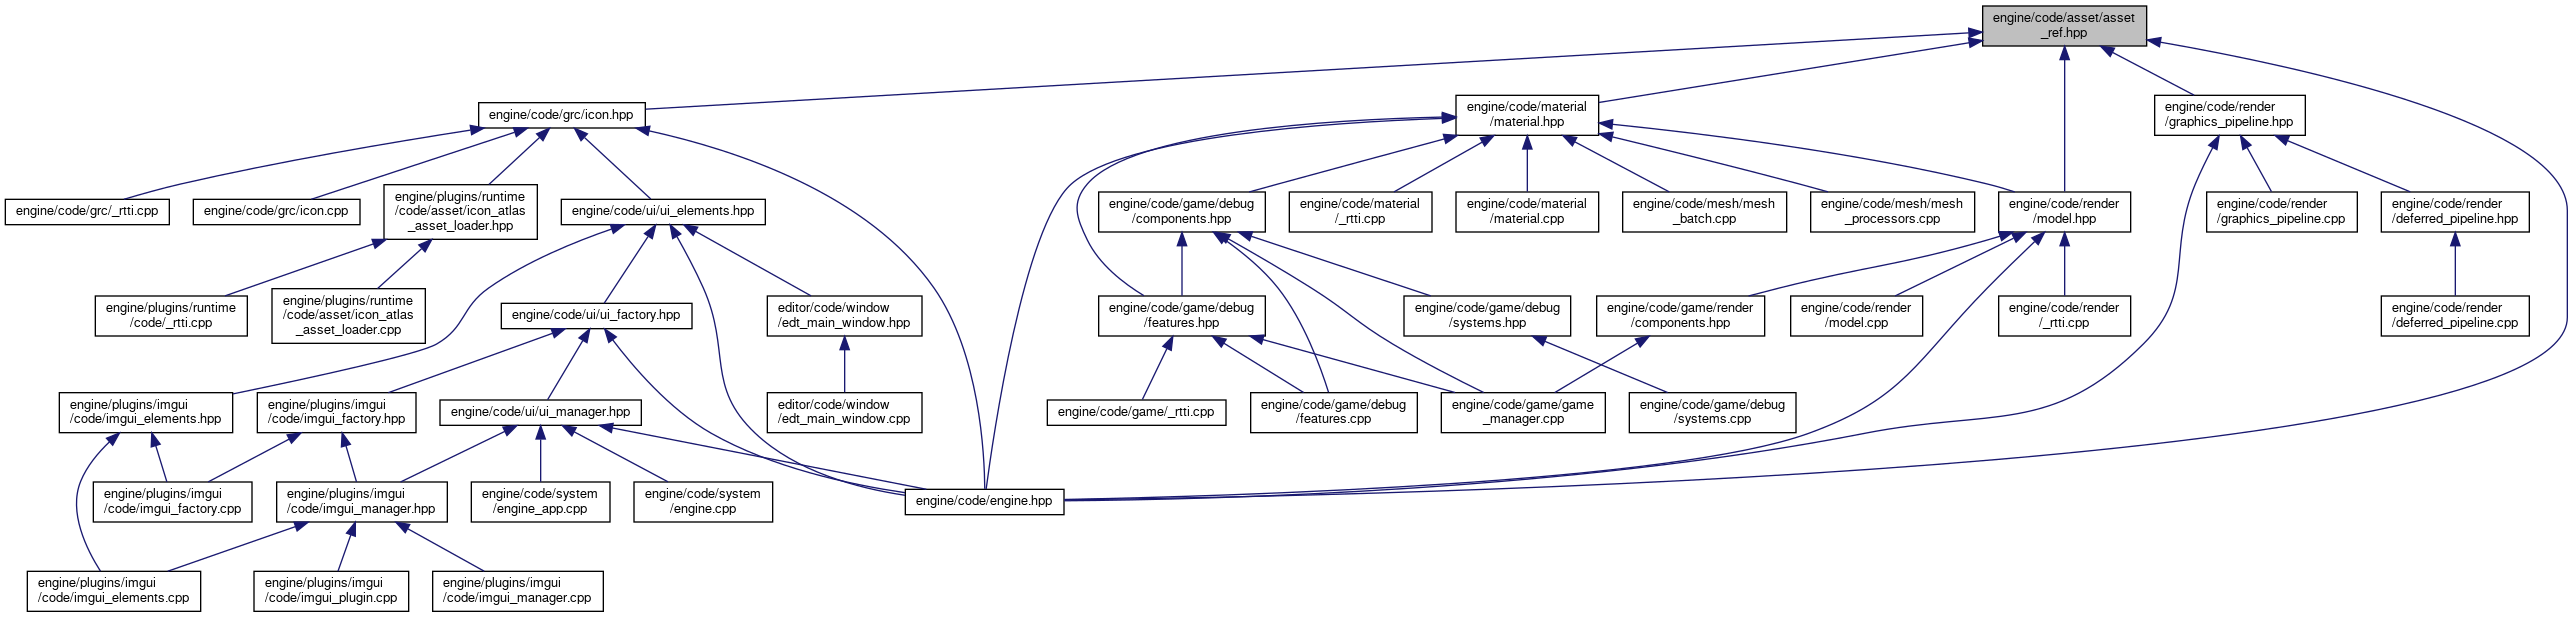 engine/code/asset/asset
_ref.hpp
engine/code/grc/icon.hpp
engine/code/material
/material.hpp
engine/code/render
/graphics_pipeline.hpp
engine/code/grc/_rtti.cpp
engine/code/grc/icon.cpp
engine/plugins/runtime
/code/asset/icon_atlas
_asset_loader.hpp
engine/code/ui/ui_elements.hpp
engine/code/game/debug
/components.hpp
engine/code/material
/_rtti.cpp
engine/code/material
/material.cpp
engine/code/mesh/mesh
_batch.cpp
engine/code/mesh/mesh
_processors.cpp
engine/code/render
/model.hpp
engine/code/render
/graphics_pipeline.cpp
engine/code/render
/deferred_pipeline.hpp
engine/plugins/runtime
/code/_rtti.cpp
engine/plugins/runtime
/code/asset/icon_atlas
_asset_loader.cpp
engine/code/ui/ui_factory.hpp
editor/code/window
/edt_main_window.hpp
engine/code/game/debug
/features.hpp
engine/code/game/debug
/systems.hpp
engine/code/game/render
/components.hpp
engine/code/render
/model.cpp
engine/code/render
/_rtti.cpp
engine/code/render
/deferred_pipeline.cpp
engine/plugins/imgui
/code/imgui_elements.hpp
engine/plugins/imgui
/code/imgui_factory.hpp
engine/code/ui/ui_manager.hpp
editor/code/window
/edt_main_window.cpp
engine/code/game/_rtti.cpp
engine/code/game/debug
/features.cpp
engine/code/game/game
_manager.cpp
engine/code/game/debug
/systems.cpp
engine/plugins/imgui
/code/imgui_factory.cpp
engine/plugins/imgui
/code/imgui_manager.hpp
engine/code/system
/engine_app.cpp
engine/code/system
/engine.cpp
engine/code/engine.hpp
engine/plugins/imgui
/code/imgui_elements.cpp
engine/plugins/imgui
/code/imgui_plugin.cpp
engine/plugins/imgui
/code/imgui_manager.cpp